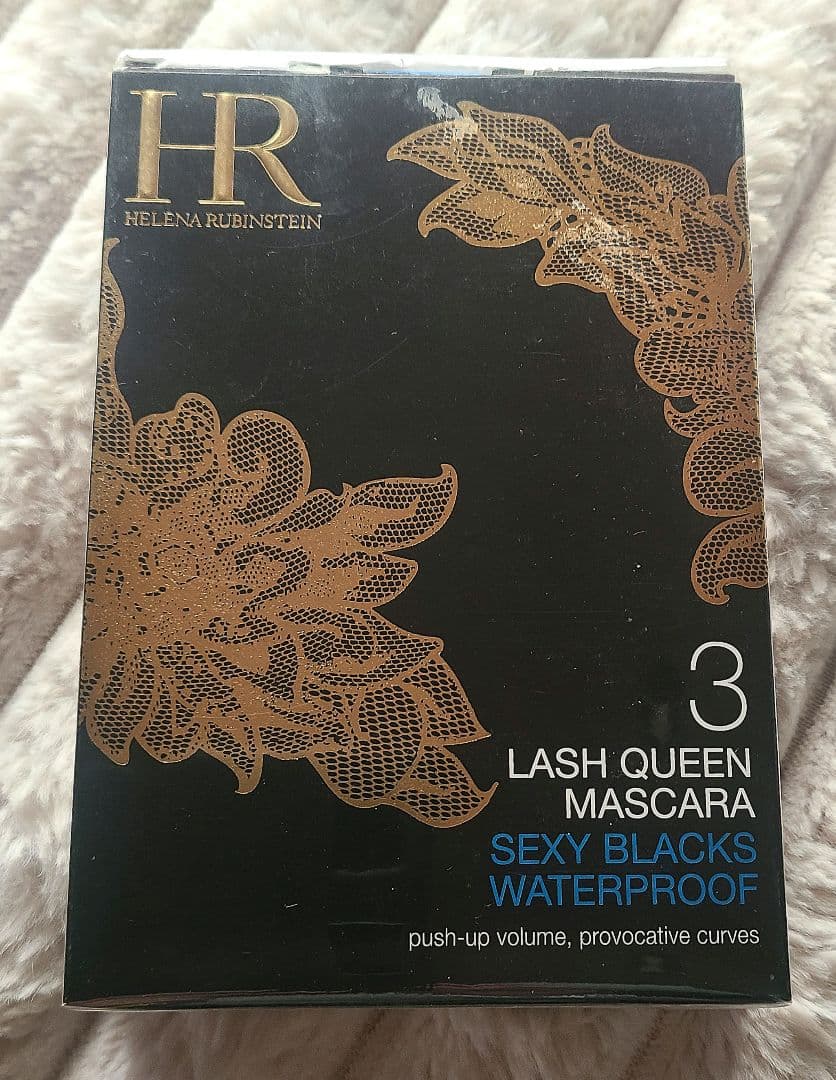 HR
HELENA RUBINSTEIN
3
LASH QUEEN
MASCARA
SEXY BLACKS
WATERPROOF
push-up volume, provocative curves